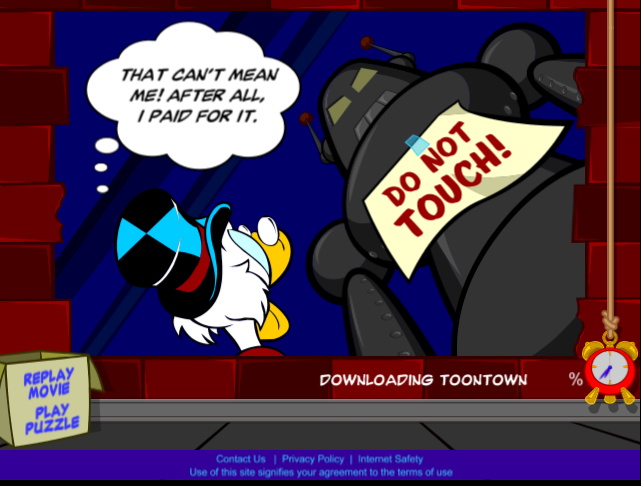 THAT CAN'T MEAN
ME! AFTER ALL,
I PAID FOR IT.
DO NOT
TOUCH!
DOWNLOADING TOONTOWN %
REPLAY
MOVIE
PLAY
PUZZLE
Contact Us | Privacy Policy | Internet Safety
Use of this site signifies your agreement to the terms of use